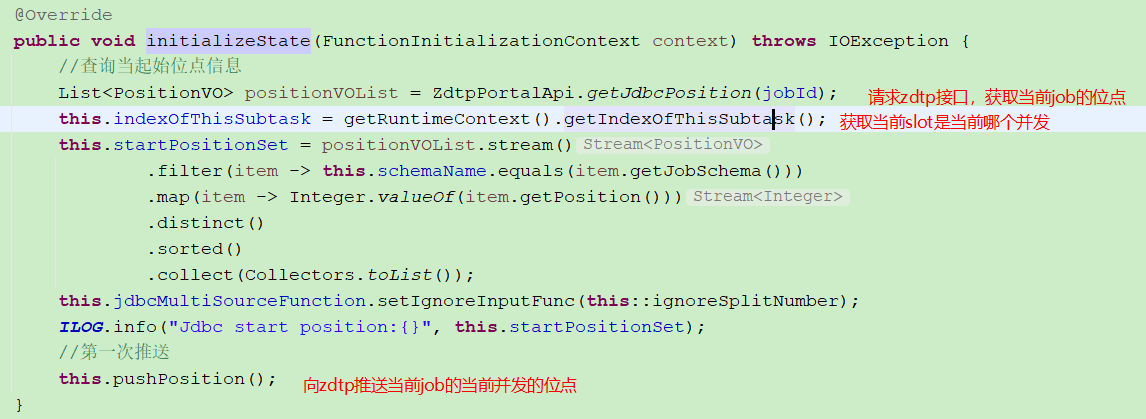 @Override
public void initializeState(FunctionInitializationContext context) throws IOException {
//查询当起始位点信息
List<PositionVO> positionVOList = ZdtpPortalApi.getJdbcPosition(jobId); 请求zdtp接口，获取当前job的位点
this.indexOfThisSubtask = getRuntimeContext().getIndexOfThisSubtask(); 获取当前slot是当前哪个并发
this.startPositionSet = positionVOList.stream() Stream<PositionVO>
.filter(item -> this.schemaName.equals(item.getJobSchema()))
.map(item -> Integer.valueOf(item.getPosition())) Stream<Integer>
.distinct()
.sorted()
.collect(Collectors.toList());
this.jdbcMultiSourceFunction.setIgnoreInputFunc(this::ignoreSplitNumber);
ILOG.info("Jdbc start position:{}", this.startPositionSet);
//第一次推送
this.pushPosition(); 向zdtp推送当前job的当前并发的位点
}